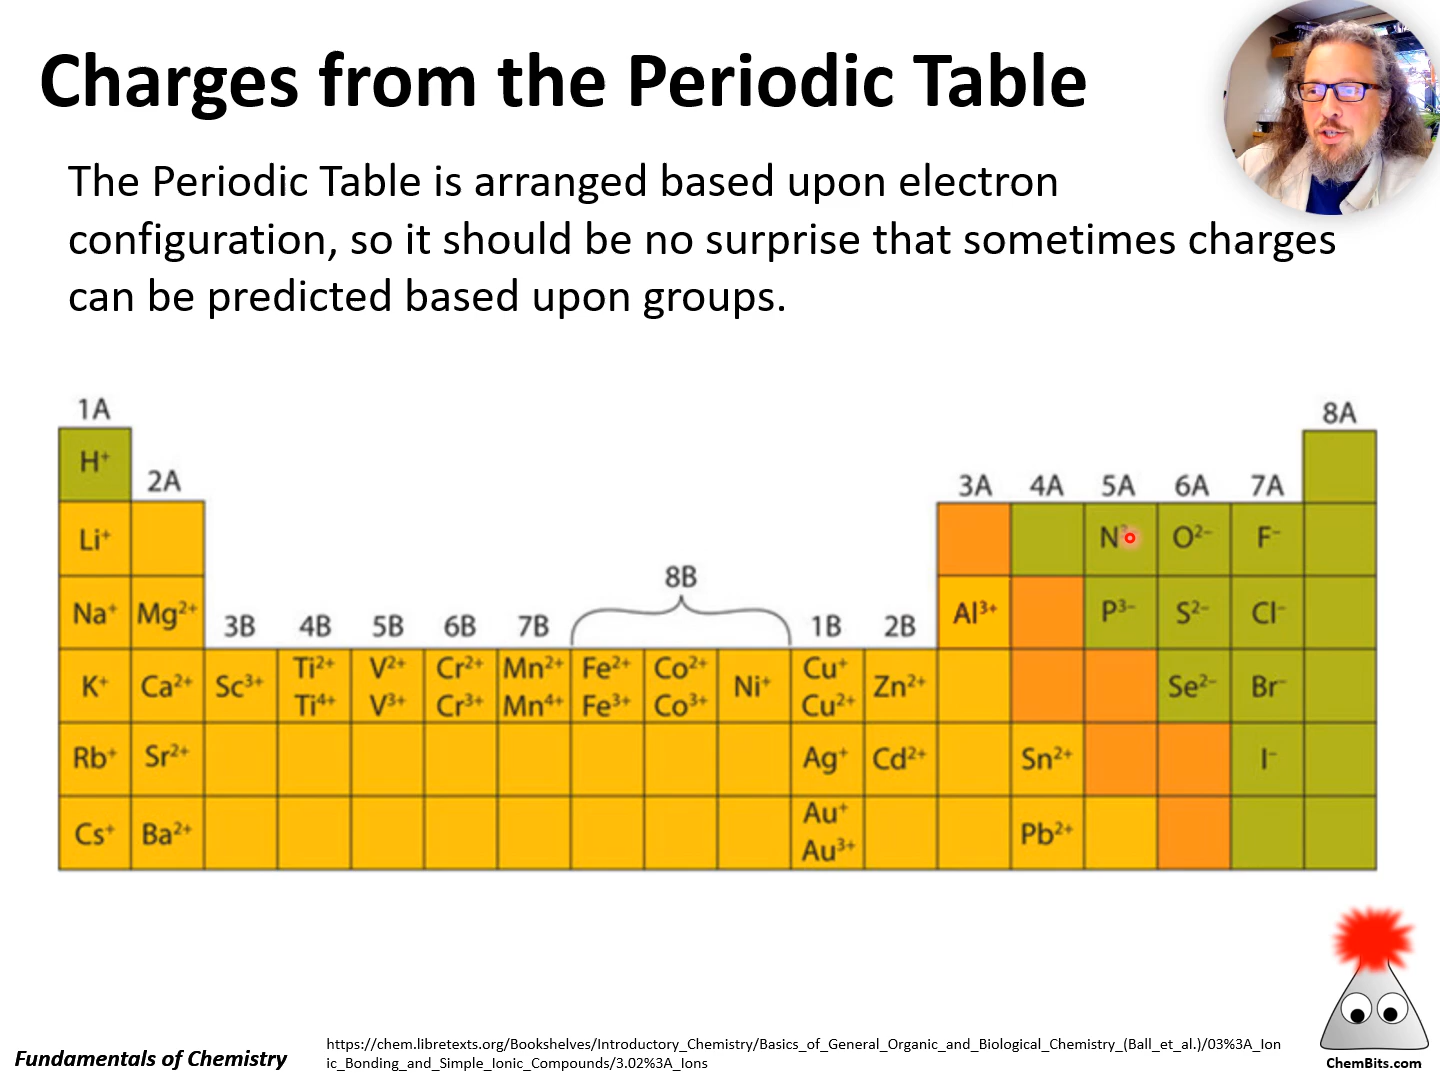 Charges from the Periodic Table
The Periodic Table is arranged based upon electron
configuration, so it should be no surprise that sometimes charges
can be predicted based upon groups.
1A
8A
H⁺
2A
3A 4A 5A 6A 7A
Li⁺ N O²⁻ F⁻
8B
Na⁺ Mg²⁺ Al³⁺ P³⁻ S²⁻ Cl⁻
3B 4B 5B 6B 7B 1B 2B
K⁺ Ca²⁺ Sc³⁺ Ti²⁺ Ti⁴⁺ V²⁺ V³⁺ Cr²⁺ Cr³⁺ Mn²⁺ Mn⁴⁺ Fe²⁺ Fe³⁺ Co²⁺ Co³⁺ Ni⁺ Cu⁺ Cu²⁺ Zn²⁺ Se²⁻ Br⁻
Rb⁺ Sr²⁺ Ag⁺ Cd²⁺ Sn²⁺ I⁻
Cs⁺ Ba²⁺ Au⁺ Au³⁺ Pb²⁺
Fundamentals of Chemistry
https://chem.libretexts.org/Bookshelves/Introductory_Chemistry/Basics_of_General_Organic_and_Biological_Chemistry_(Ball_et_al.)/03%3A_Ion
ic_Bonding_and_Simple_Ionic_Compounds/3.02%3A_Ions
ChemBits.com